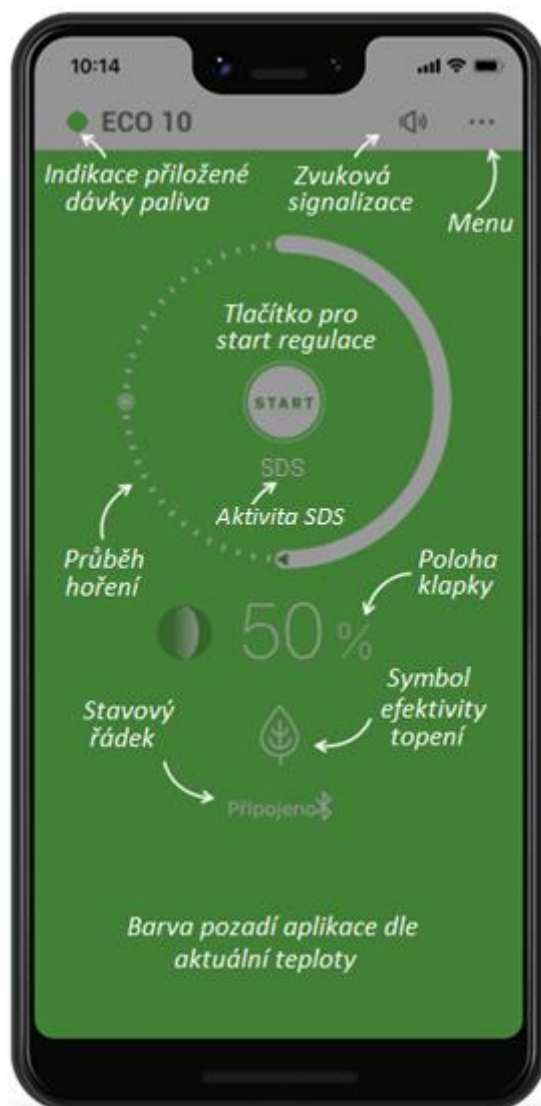 10:14
ECO 10
Indikace přiložené
dávky paliva
Zvuková
signalizace
Menu
Tlačítko pro
start regulace
START
SDS
Aktivita SDS
Průběh
hoření
Poloha
klapky
50 %
Symbol
efektivity
topení
Stavový
řádek
Připojeno
Barva pozadí aplikace dle
aktuální teploty